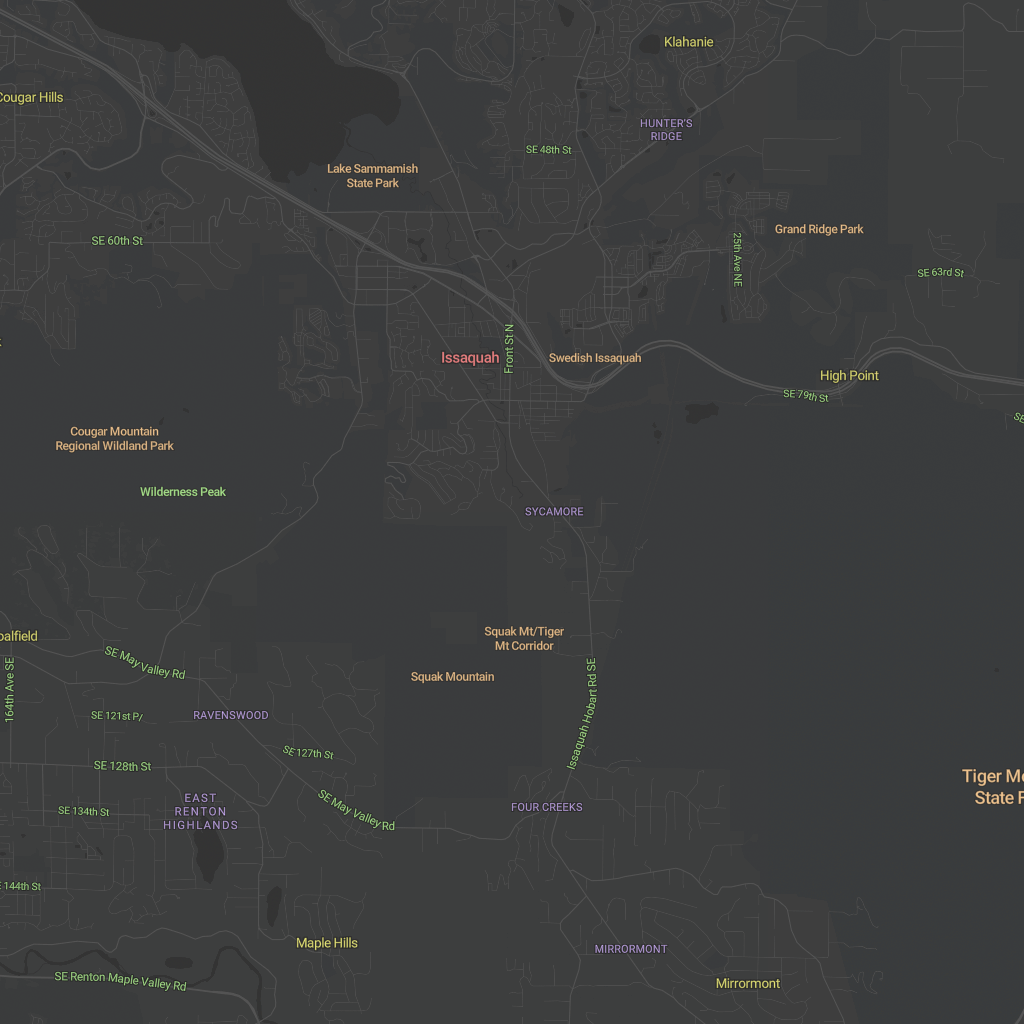 Klahanie
Cougar Hills
HUNTER'S
RIDGE
SE 48th St
Lake Sammamish
State Park
Grand Ridge Park
SE 60th St
25th Ave NE
SE 63rd St
Front St N
Issaquah
Swedish Issaquah
High Point
SE 79th St
SE
Cougar Mountain
Regional Wildland Park
Wilderness Peak
SYCAMORE
Squak Mt/Tiger
Mt Corridor
oalfield
SE May Valley Rd
Squak Mountain
164th Ave SE
Issaquah Hobart Rd SE
SE 121st Pl
RAVENSWOOD
SE 127th St
SE 128th St
Tiger Mo
State P
EAST
RENTON
HIGHLANDS
SE 134th St
SE May Valley Rd
FOUR CREEKS
E 144th St
Maple Hills
MIRRORMONT
SE Renton Maple Valley Rd
Mirrormont